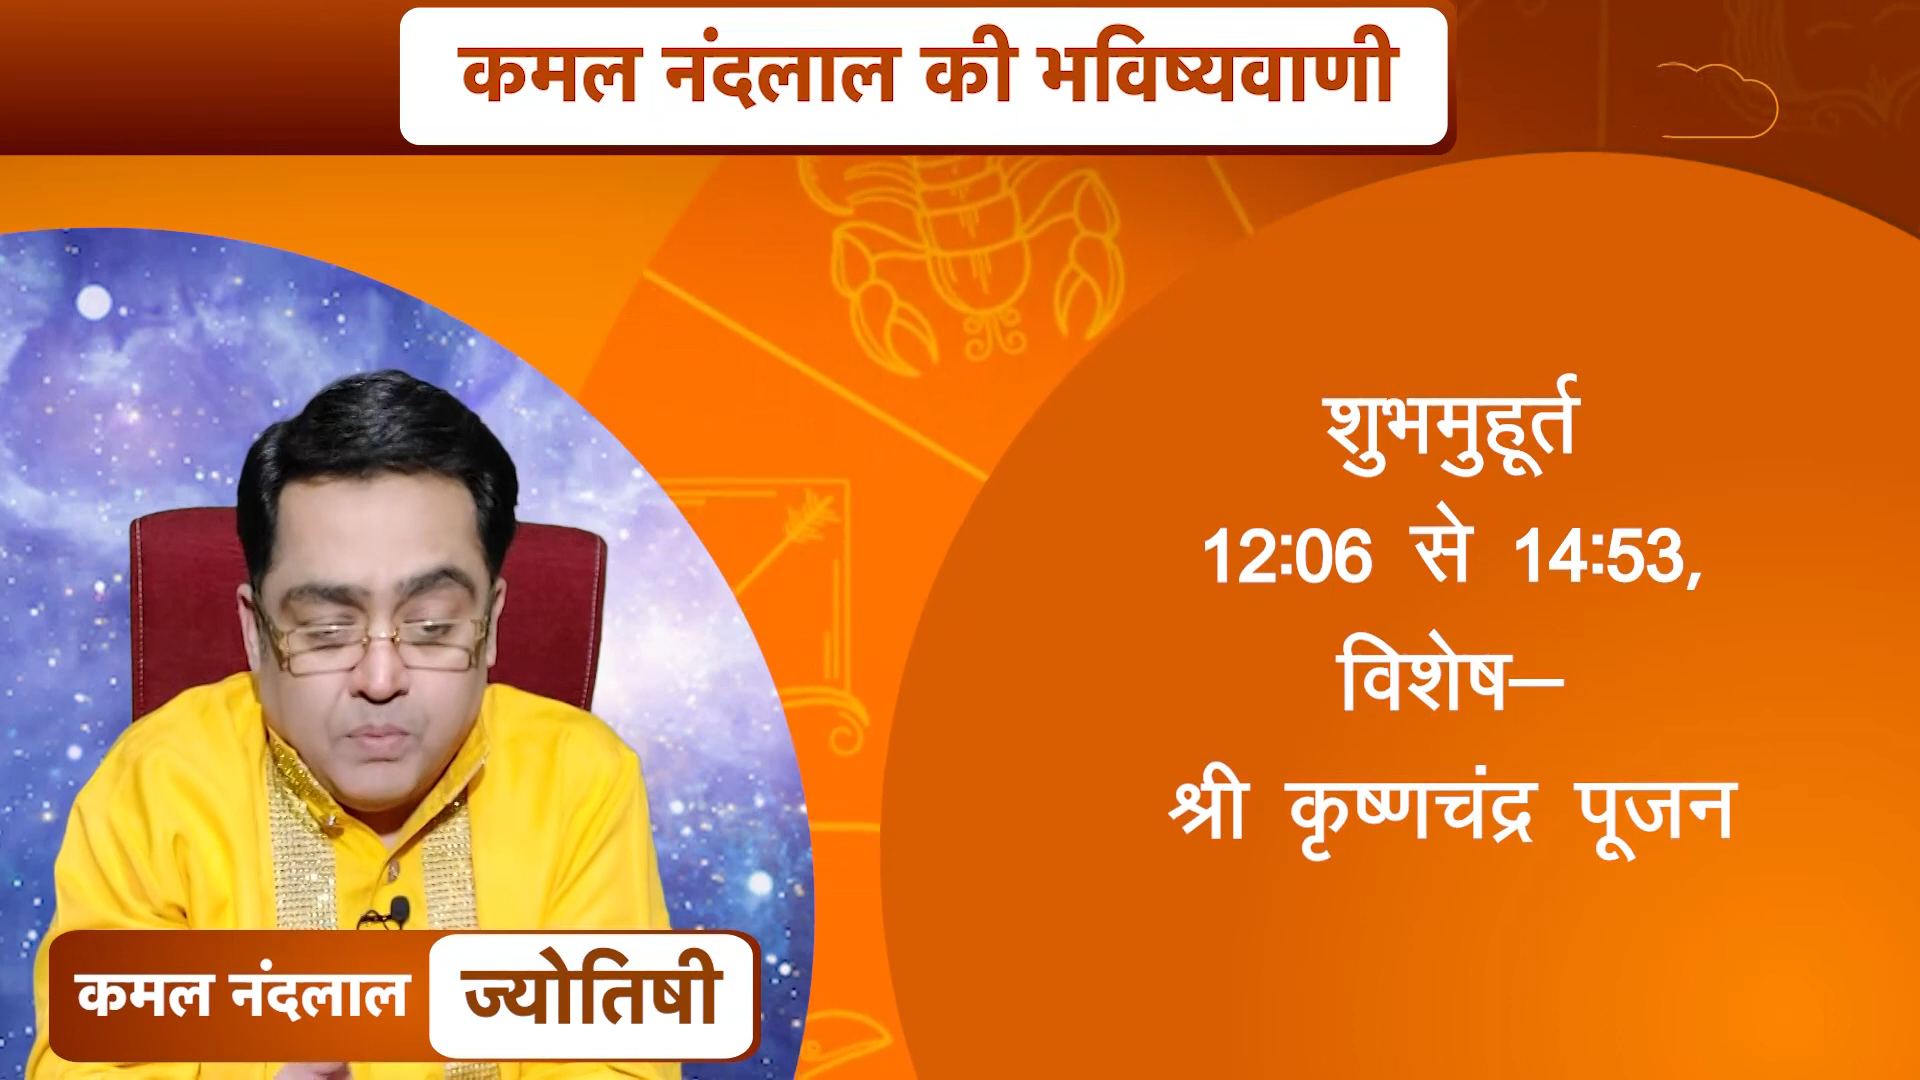 कमल नंदलाल की भविष्यवाणी
शुभमुहूर्त
12:06 से 14:53,
विशेष–
श्री कृष्णचंद्र पूजन
कमल नंदलाल ज्योतिषी